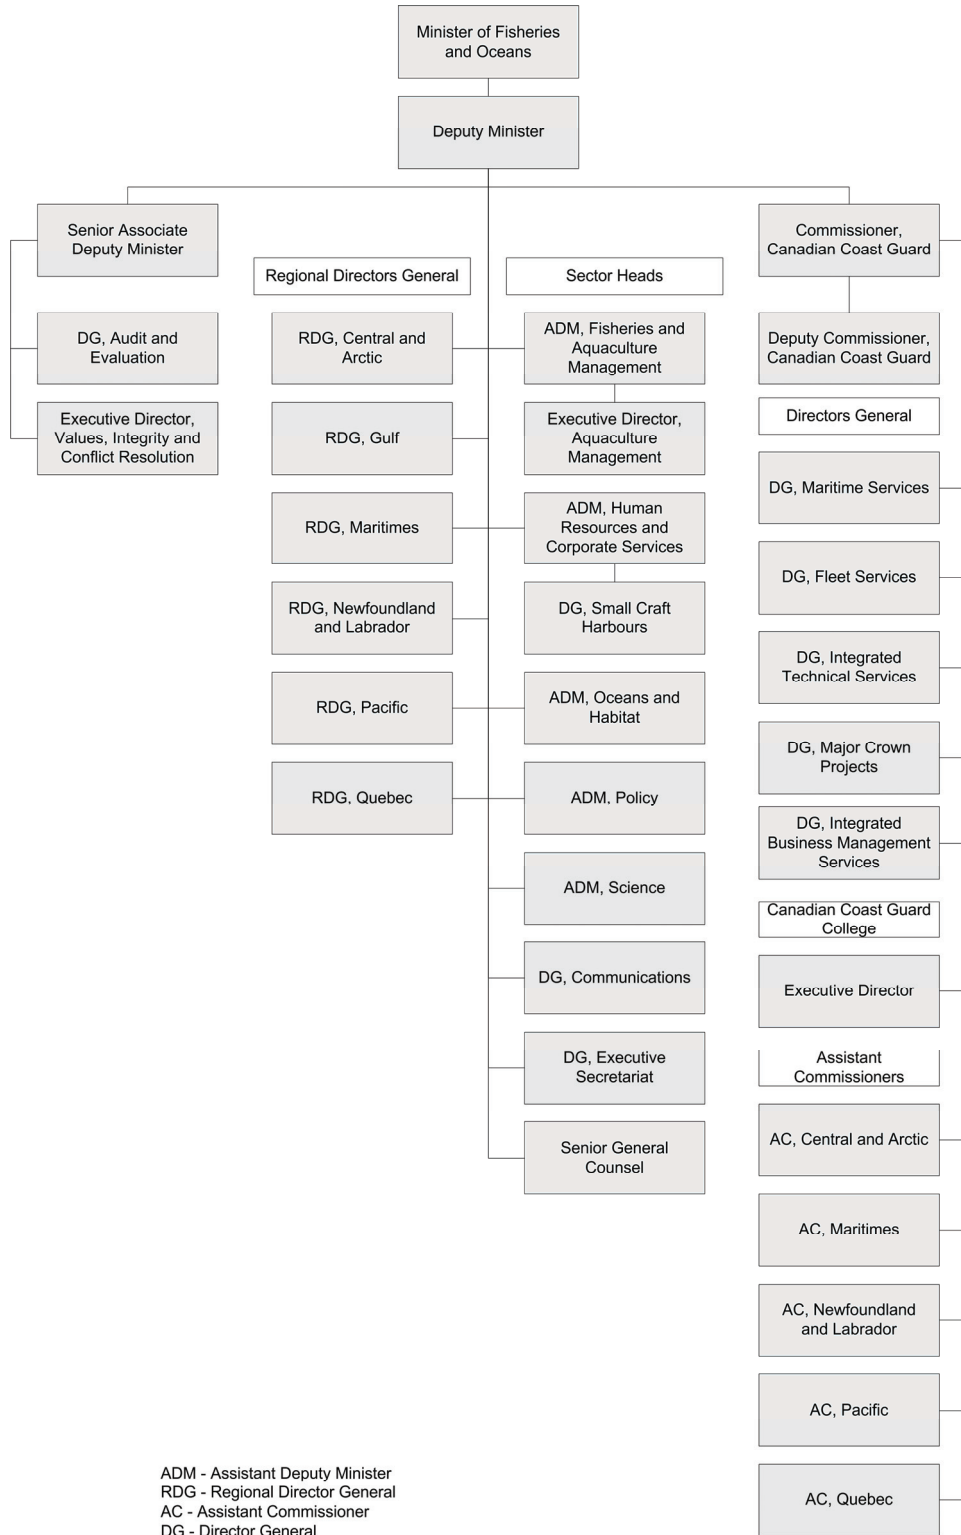 Minister of Fisheries
and Oceans
Deputy Minister
Senior Associate
Deputy Minister
DG, Audit and
Evaluation
Executive Director,
Values, Integrity and
Conflict Resolution
Regional Directors General
RDG, Central and
Arctic
RDG, Gulf
RDG, Maritimes
RDG, Newfoundland
and Labrador
RDG, Pacific
RDG, Quebec
Sector Heads
ADM, Fisheries and
Aquaculture
Management
Executive Director,
Aquaculture
Management
ADM, Human
Resources and
Corporate Services
DG, Small Craft
Harbours
ADM, Oceans and
Habitat
ADM, Policy
ADM, Science
DG, Communications
DG, Executive
Secretariat
Senior General
Counsel
Commissioner,
Canadian Coast Guard
Deputy Commissioner,
Canadian Coast Guard
Directors General
DG, Maritime Services
DG, Fleet Services
DG, Integrated
Technical Services
DG, Major Crown
Projects
DG, Integrated
Business Management
Services
Canadian Coast Guard
College
Executive Director
Assistant
Commissioners
AC, Central and Arctic
AC, Maritimes
AC, Newfoundland
and Labrador
AC, Pacific
AC, Quebec
ADM - Assistant Deputy Minister
RDG - Regional Director General
AC - Assistant Commissioner
DG - Director General